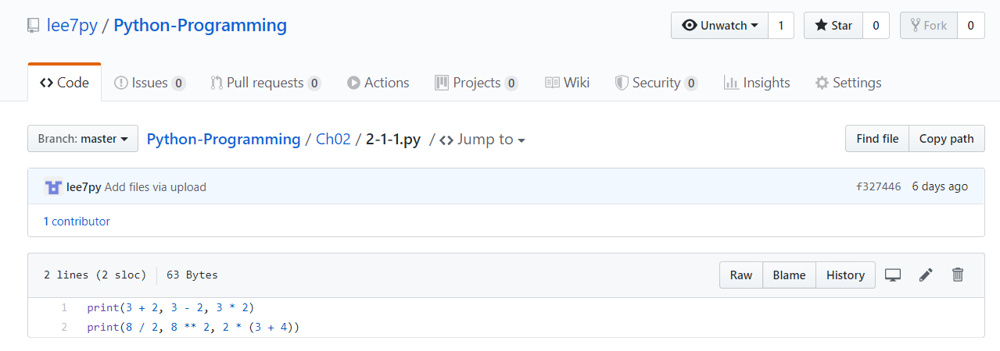 lee7py / Python-Programming Unwatch 1 Star 0 Fork 0
Code Issues 0 Pull requests 0 Actions Projects 0 Wiki Security 0 Insights Settings
Branch: master Python-Programming / Ch02 / 2-1-1.py / <> Jump to Find file Copy path
lee7py Add files via upload f327446 6 days ago
1 contributor
2 lines (2 sloc) 63 Bytes Raw Blame History
1 print(3 + 2, 3 - 2, 3 * 2)
2 print(8 / 2, 8 ** 2, 2 * (3 + 4))